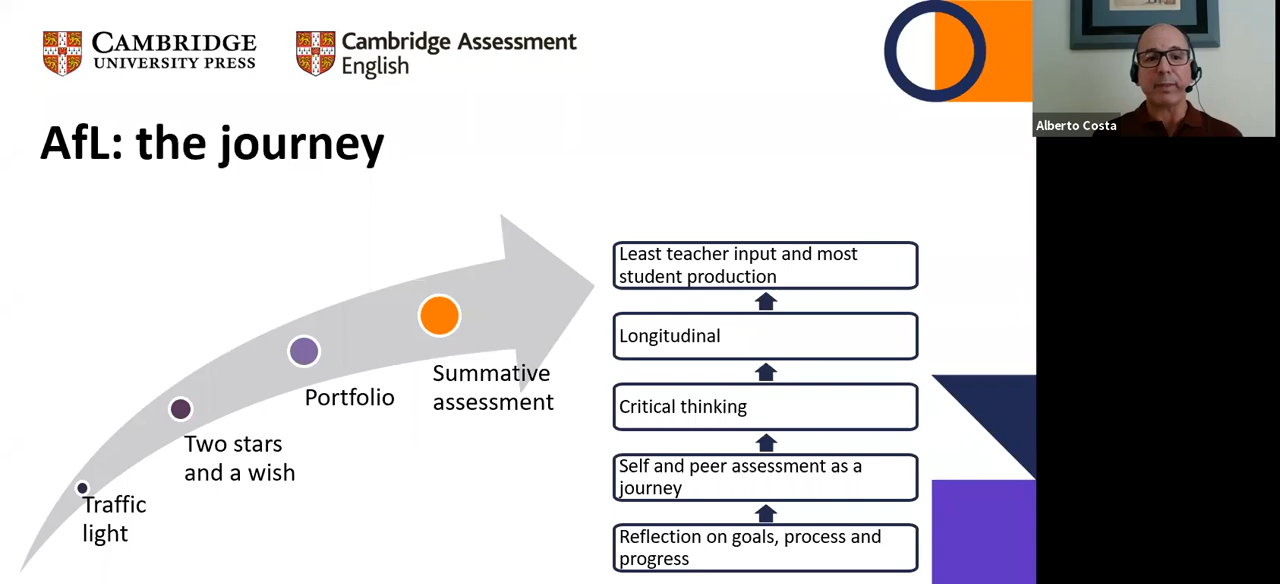 CAMBRIDGE
UNIVERSITY PRESS
Cambridge Assessment
English
Alberto Costa
AfL: the journey
Traffic
light
Two stars
and a wish
Portfolio
Summative
assessment
Least teacher input and most
student production
Longitudinal
Critical thinking
Self and peer assessment as a
journey
Reflection on goals, process and
progress